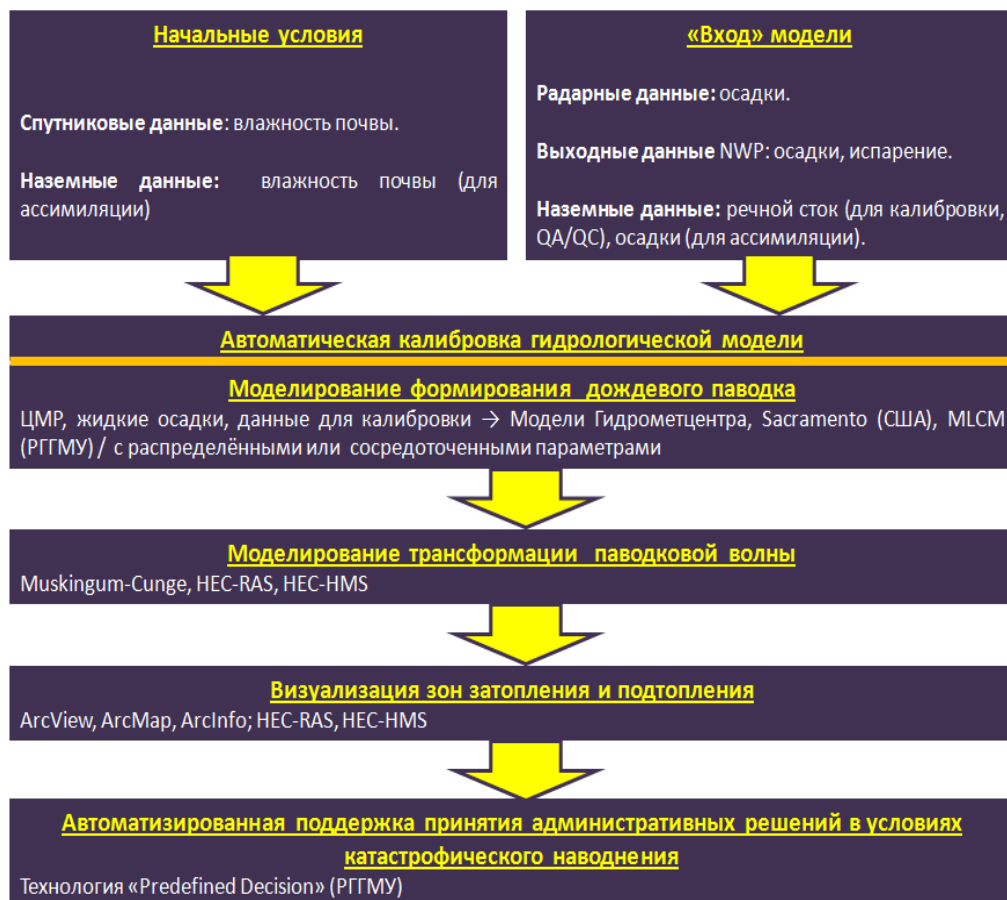 Начальные условия
Спутниковые данные: влажность почвы.
Наземные данные: влажность почвы (для
ассимиляции)
«Вход» модели
Радарные данные: осадки.
Выходные данные NWP: осадки, испарение.
Наземные данные: речной сток (для калибровки,
QA/QC), осадки (для ассимиляции).
Автоматическая калибровка гидрологической модели
Моделирование формирования дождевого паводка
ЦМР, жидкие осадки, данные для калибровки → Модели Гидрометцентра, Sacramento (США), MLCM
(РГГМУ) / с распределёнными или сосредоточенными параметрами
Моделирование трансформации паводковой волны
Muskingum-Cunge, HEC-RAS, HEC-HMS
Визуализация зон затопления и подтопления
ArcView, ArcMap, ArcInfo; HEC-RAS, HEC-HMS
Автоматизированная поддержка принятия административных решений в условиях
катастрофического наводнения
Технология «Predefined Decision» (РГГМУ)